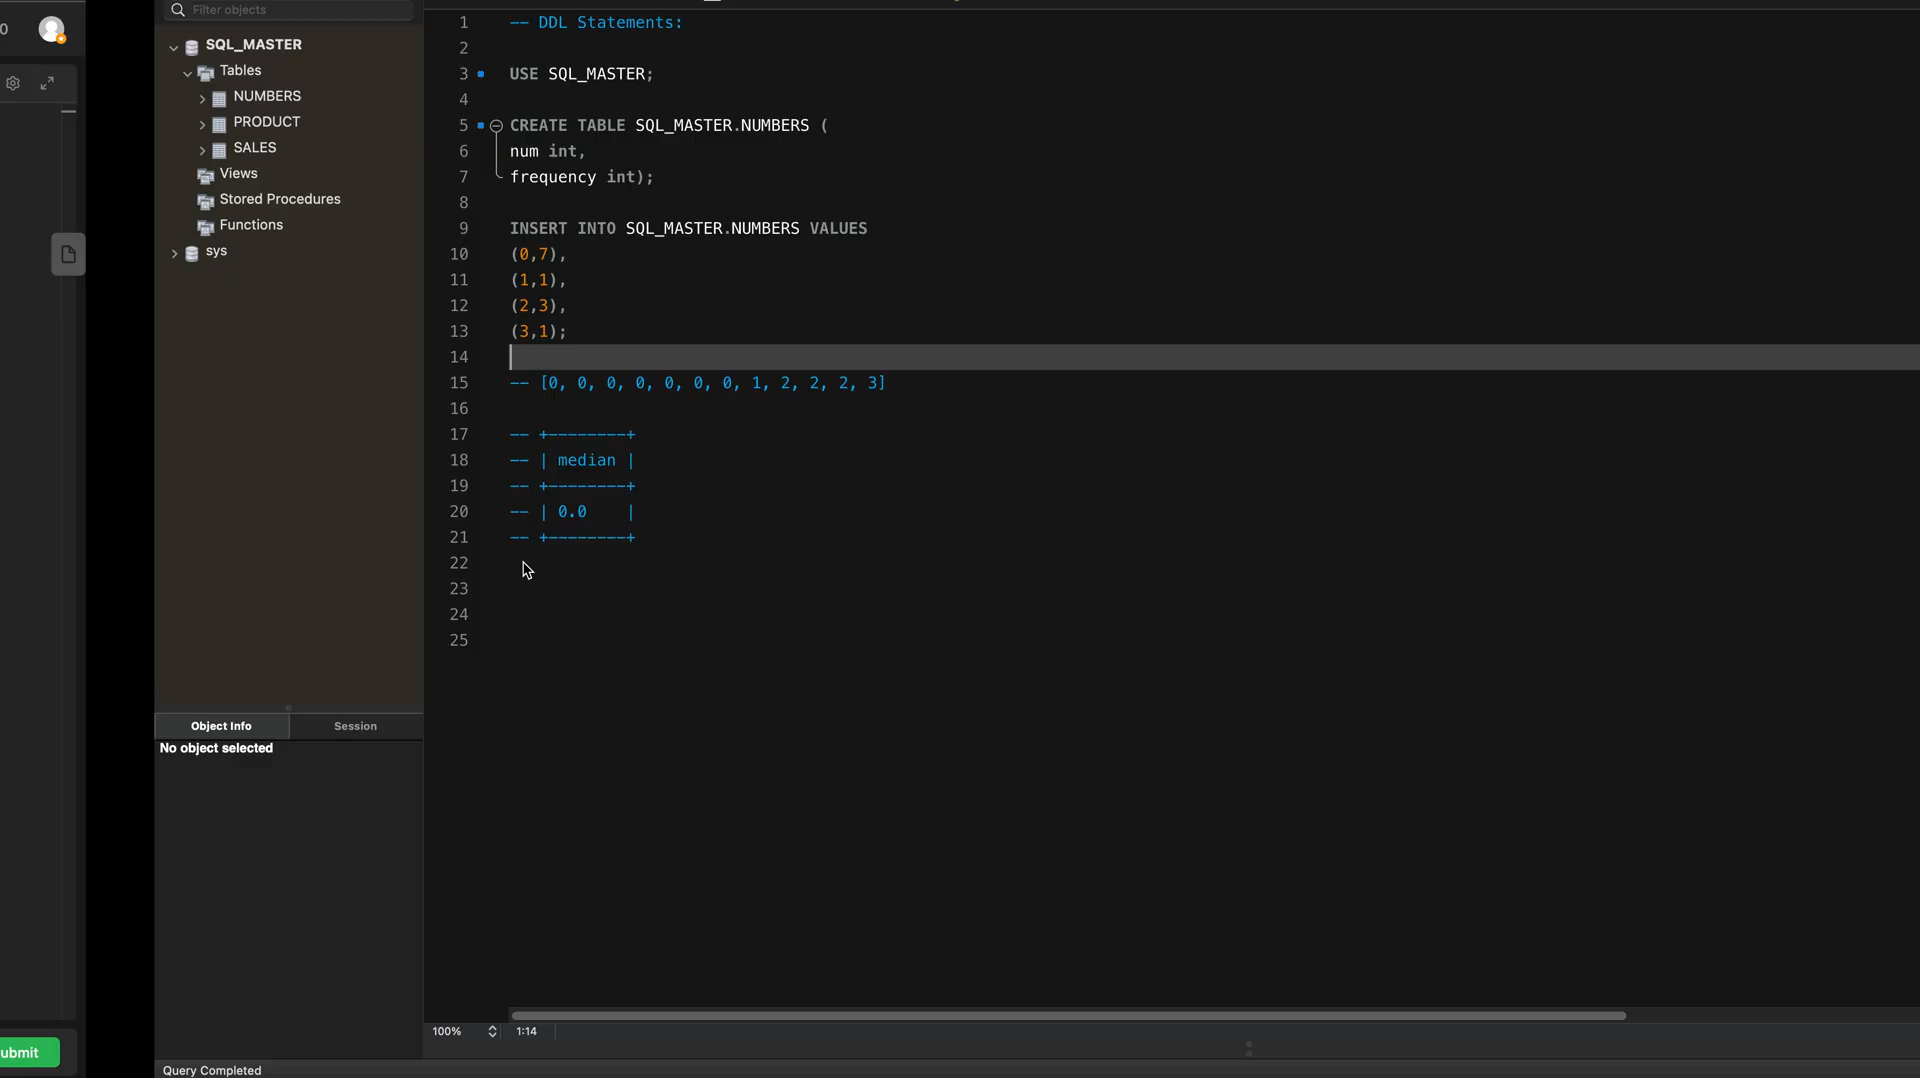 0
Filter objects
SQL_MASTER
Tables
NUMBERS
PRODUCT
SALES
Views
Stored Procedures
Functions
sys
Object Info
Session
No object selected
ubmit
1 -- DDL Statements:
2
3 USE SQL_MASTER;
4
5 CREATE TABLE SQL_MASTER.NUMBERS (
6 num int,
7 frequency int);
8
9 INSERT INTO SQL_MASTER.NUMBERS VALUES
10 (0,7),
11 (1,1),
12 (2,3),
13 (3,1);
14
15 -- [0, 0, 0, 0, 0, 0, 0, 1, 2, 2, 2, 3]
16
17 -- +--------+
18 -- | median |
19 -- +--------+
20 -- | 0.0    |
21 -- +--------+
22
23
24
25
100% 1:14
Query Completed